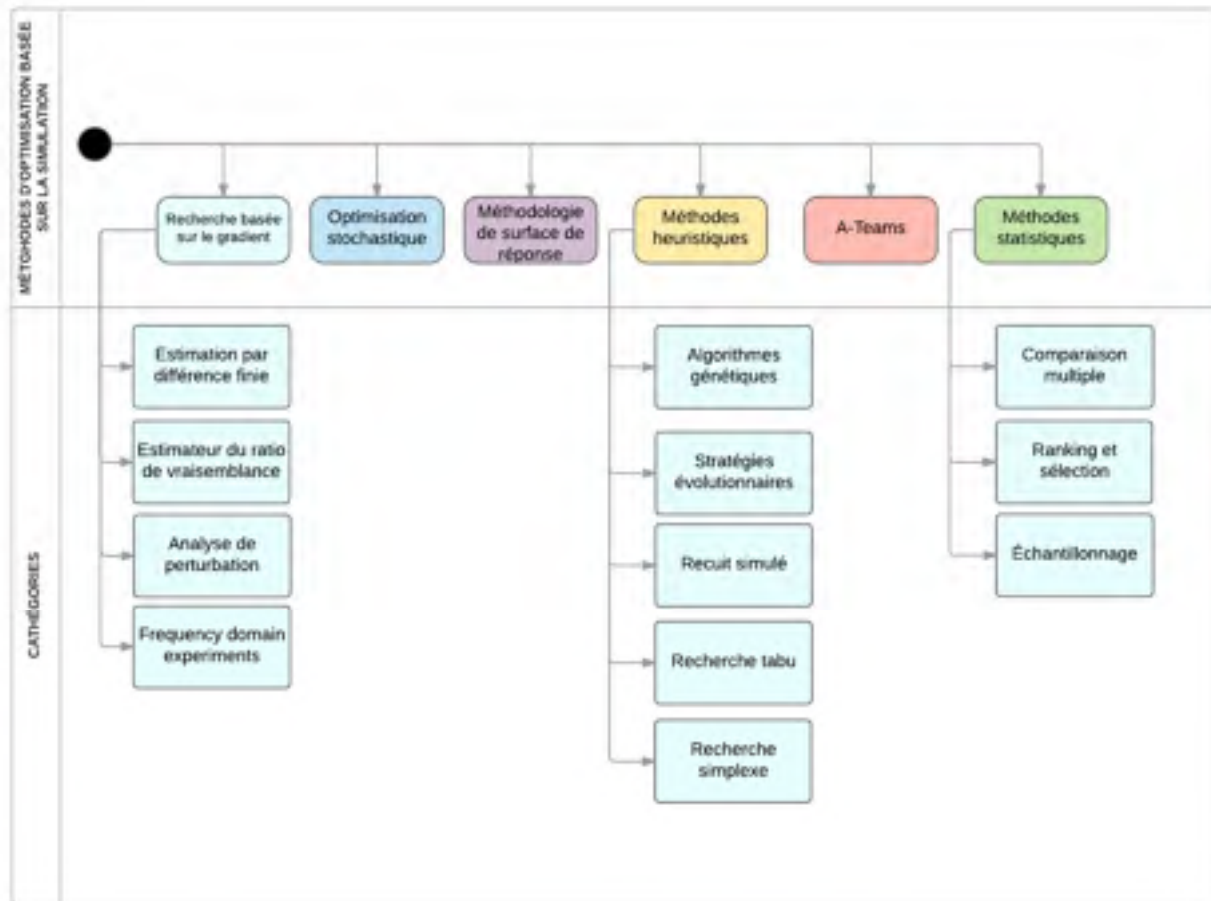 MÉTOHODES D'OPTIMISATION BASÉE
SUR LA SIMULATION
Recherche basée
sur le gradient
Optimisation
stochastique
Méthodologie
de surface de
réponse
Méthodes
heuristiques
A-Teams
Méthodes
statistiques
CATHÉGORIES
Estimation par
différence finie
Estimateur du ratio
de vraisemblance
Analyse de
perturbation
Frequency domain
experiments
Algorithmes
génétiques
Stratégies
évolutionnaires
Recuit simulé
Recherche tabu
Recherche
simplexe
Comparaison
multiple
Ranking et
sélection
Échantillonnage